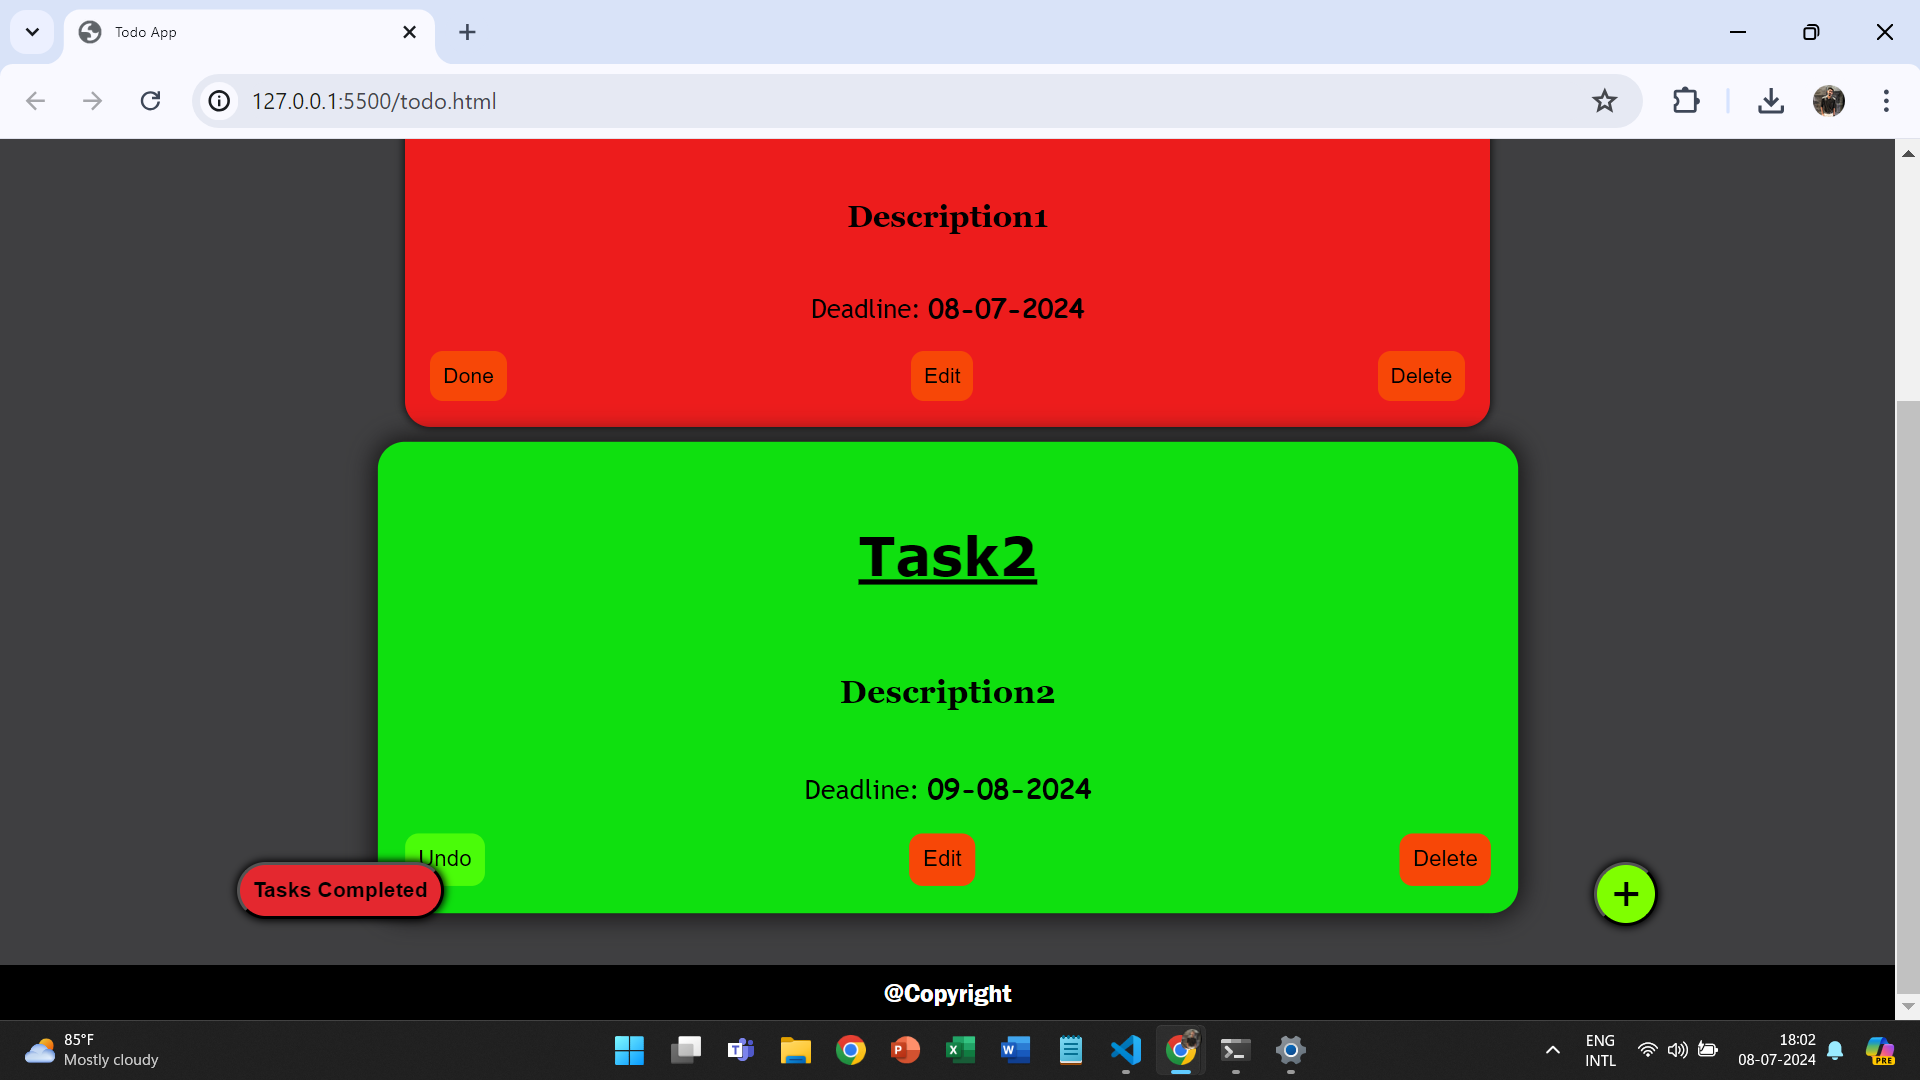 Todo App
127.0.0.1:5500/todo.html
Description1
Deadline: 08-07-2024
Done Edit Delete
Task2
Description2
Deadline: 09-08-2024
Undo Edit Delete
Tasks Completed +
@Copyright
85°F
Mostly cloudy
ENG
INTL
18:02
08-07-2024
PRE